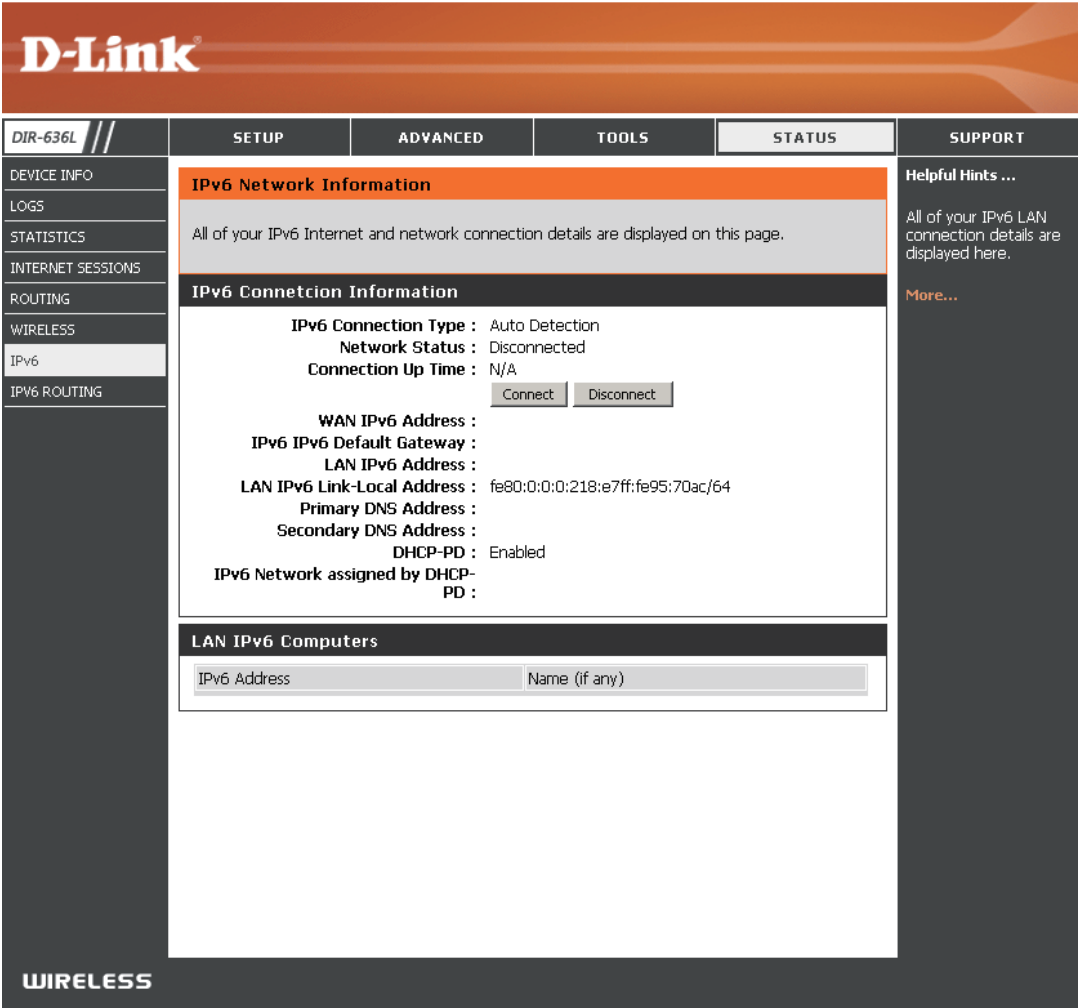 D-Link®
DIR-636L
SETUP
ADVANCED
TOOLS
STATUS
SUPPORT
DEVICE INFO
LOGS
STATISTICS
INTERNET SESSIONS
ROUTING
WIRELESS
IPv6
IPV6 ROUTING
IPv6 Network Information
All of your IPv6 Internet and network connection details are displayed on this page.
IPv6 Connetcion Information
IPv6 Connection Type : Auto Detection
Network Status : Disconnected
Connection Up Time : N/A
Connect Disconnect
WAN IPv6 Address :
IPv6 IPv6 Default Gateway :
LAN IPv6 Address :
LAN IPv6 Link-Local Address : fe80:0:0:0:218:e7ff:fe95:70ac/64
Primary DNS Address :
Secondary DNS Address :
DHCP-PD : Enabled
IPv6 Network assigned by DHCP-
PD :
LAN IPv6 Computers
IPv6 Address Name (if any)
Helpful Hints ...
All of your IPv6 LAN
connection details are
displayed here.
More...
WIRELESS